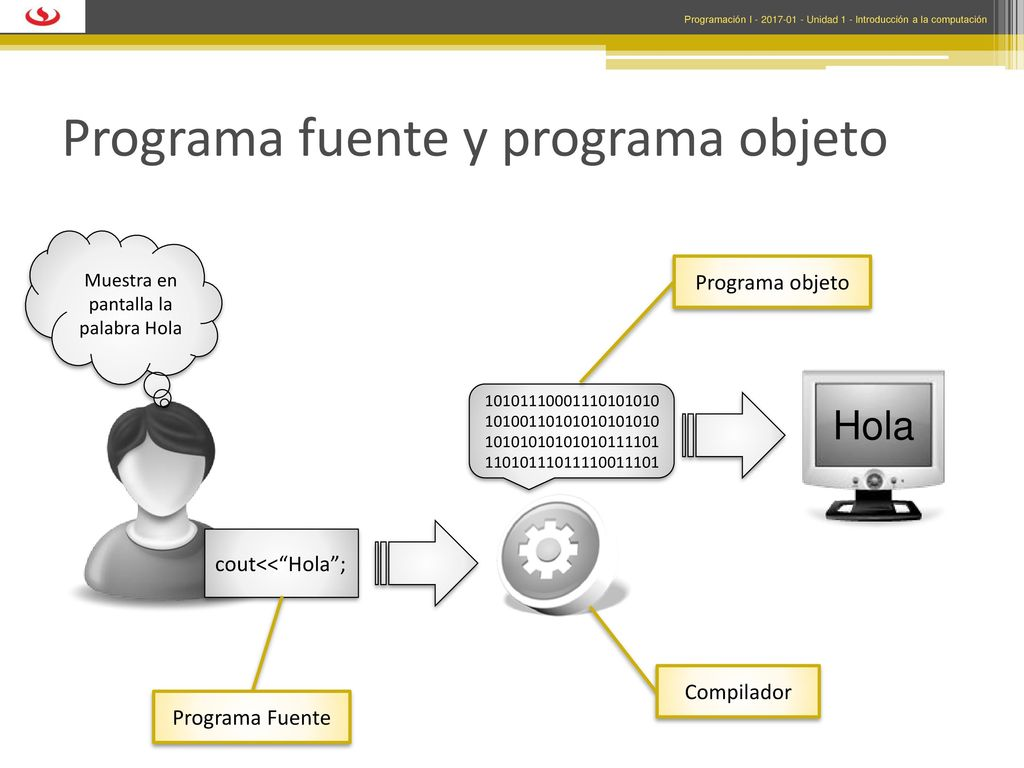 Programación I - 2017-01 - Unidad 1 - Introducción a la computación
Programa fuente y programa objeto
Muestra en
pantalla la
palabra Hola
Programa objeto
10101110001110101010
10100110101010101010
10101010101010111101
11010111011110011101
Hola
cout<<“Hola”;
Compilador
Programa Fuente